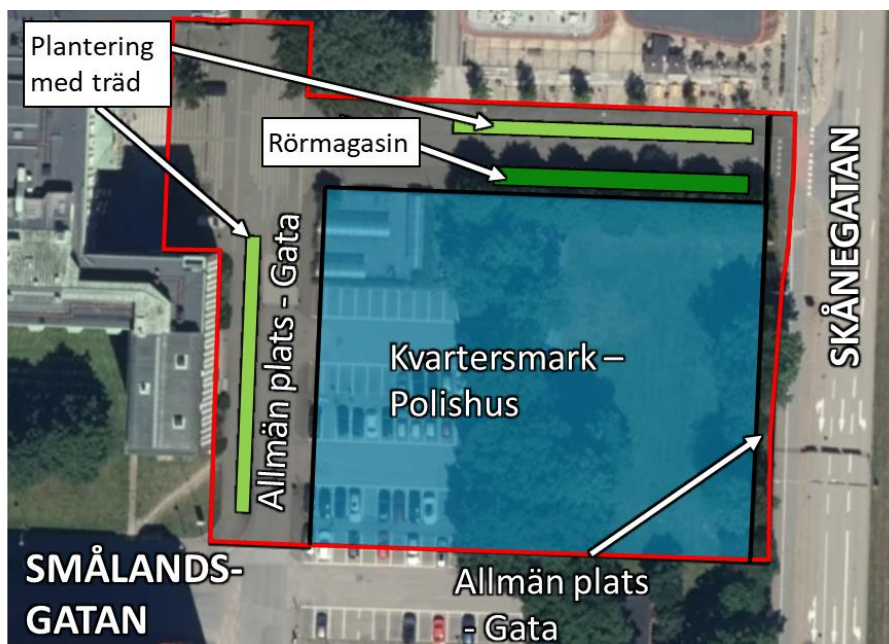 Plantering
med träd
Rörmagasin
Allmän plats - Gata
SKÅNEGATAN
Kvartersmark –
Polishus
SMÅLANDS-
GATAN
Allmän plats
- Gata